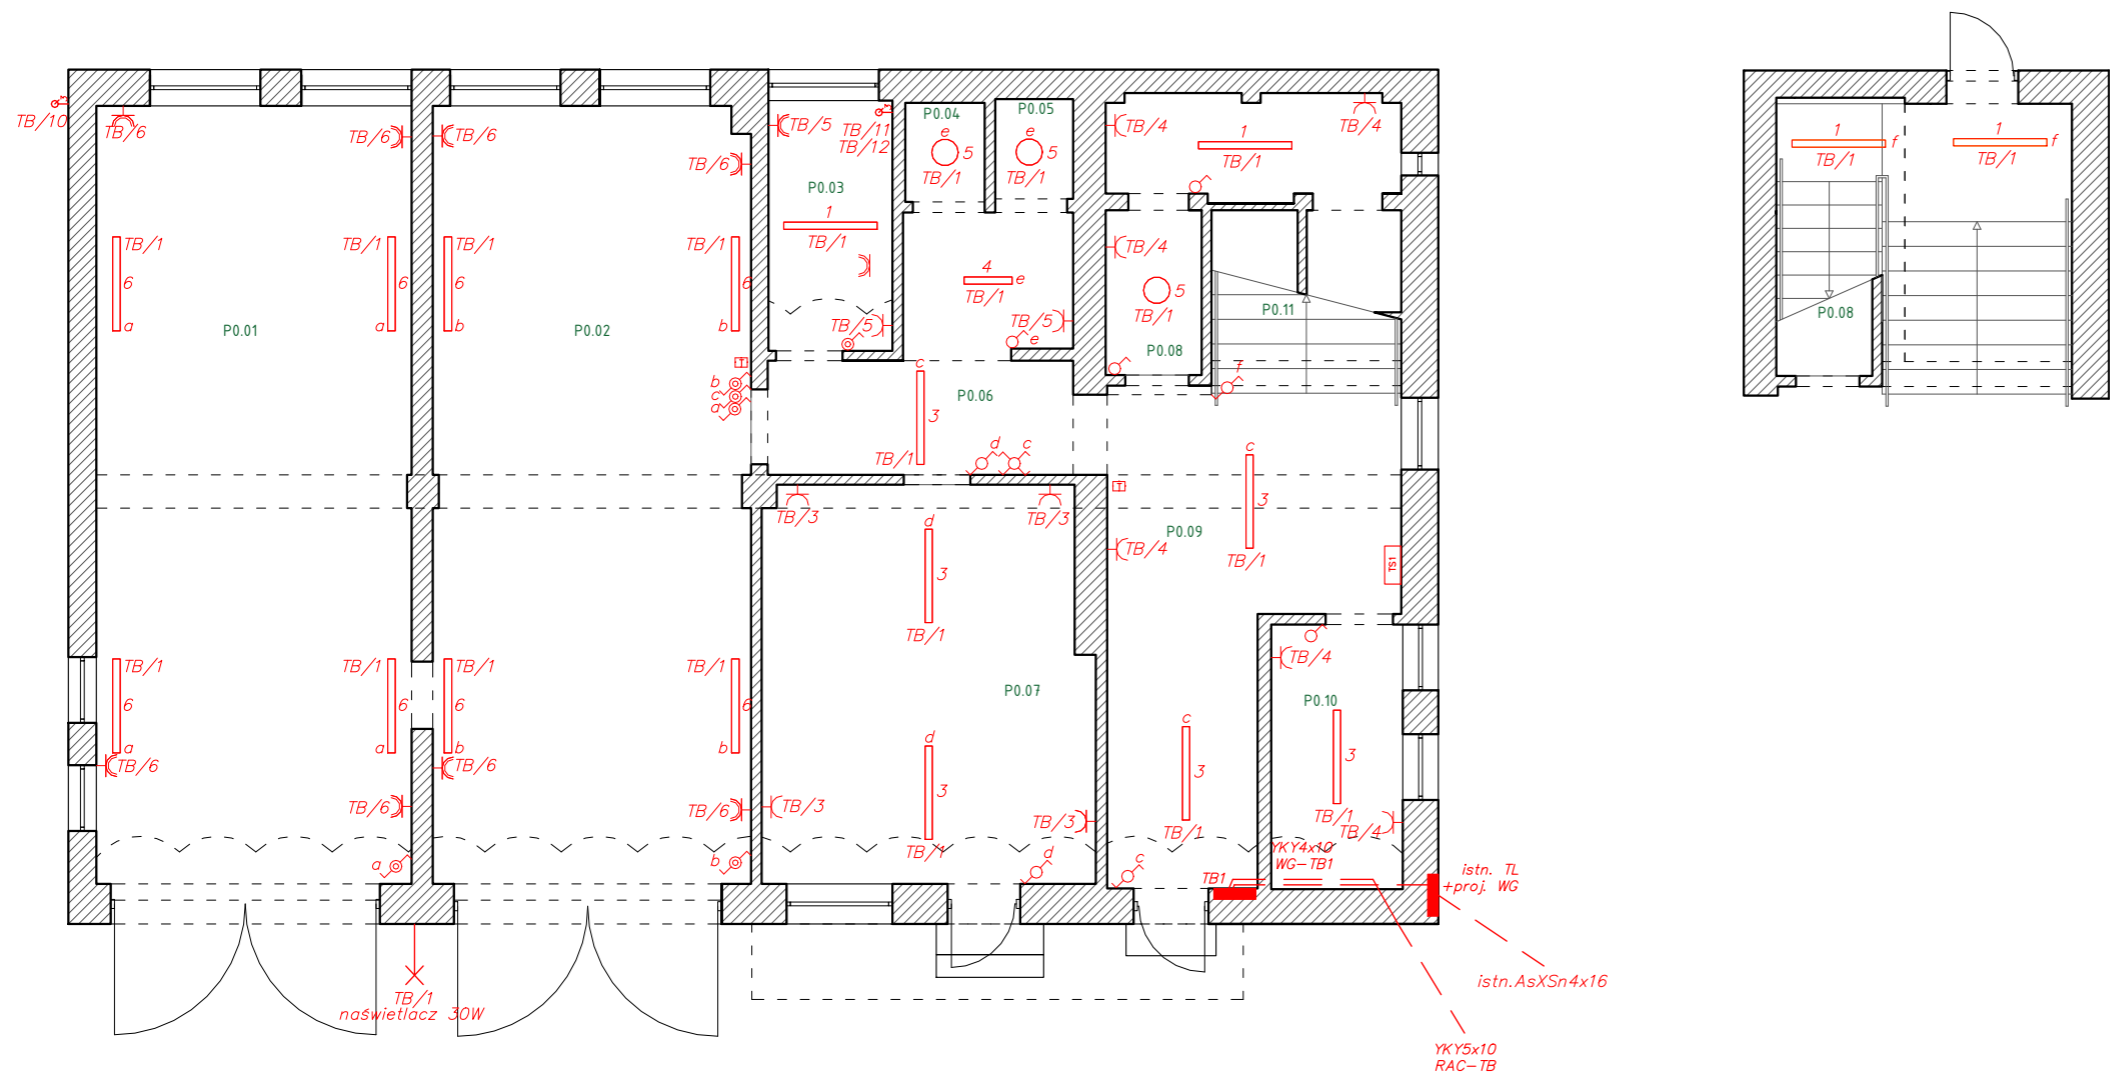 TB/10
TB/6
TB/6
TB/6
TB/6
3
TB/5
3
TB/11
TB/12
P0.04
e
5
TB/1
P0.05
e
5
TB/1
TB/4
1
TB/1
TB/4
P0.03
1
TB/1
TB/1
6
a
TB/1
6
a
TB/1
6
b
TB/1
6
b
P0.01
P0.02
4
e
TB/1
TB/5
TB/5
e
TB/4
5
TB/1
P0.08
P0.11
f
T
b
c
a
c
3
TB/1
P0.06
d
c
c
3
TB/1
T
TB/3
TB/3
P0.09
TB/4
TS1
d
3
TB/1
TB/1
6
a
TB/1
6
a
TB/1
6
b
TB/1
6
b
P0.07
TB/4
P0.10
3
TB/1
TB/4
d
3
TB/1
c
3
TB/1
TB/6
TB/6
TB/6
TB/6
TB/3
TB/3
a
b
d
c
YKY4x10
WG-TB1
TB1
istn. TL
+proj. WG
istn.AsXSn4x16
YKY5x10
RAC-TB
TB/1
naświetlacz 30W
1
f
TB/1
1
f
TB/1
P0.08